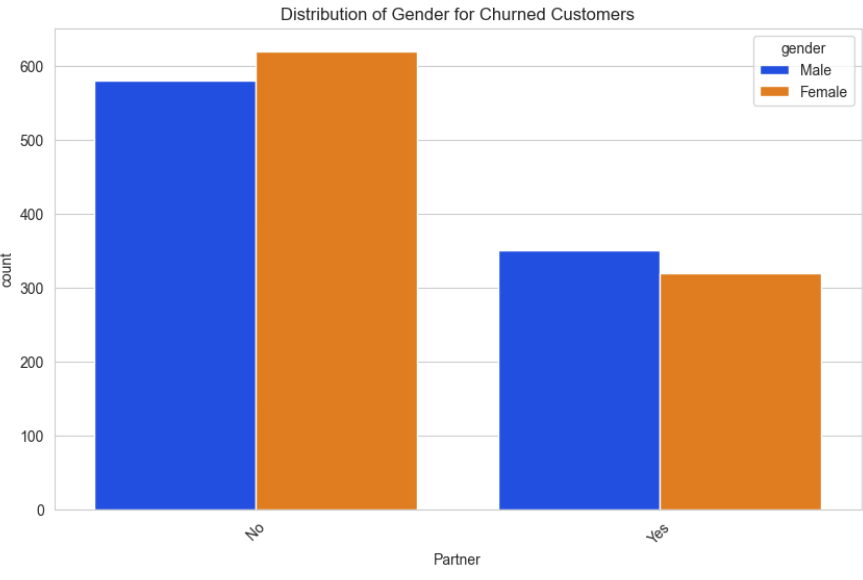 Distribution of Gender for Churned Customers
gender
Male
Female
600
500
400
300
200
100
0
count
No
Yes
Partner